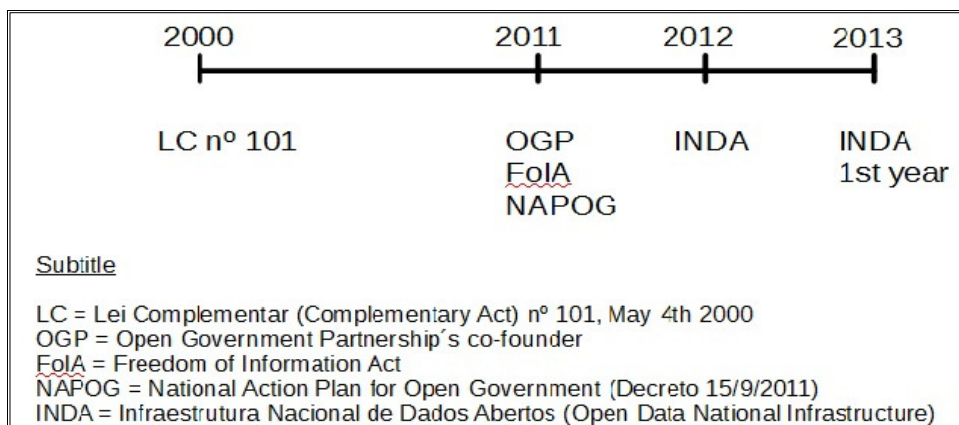 2000 2011 2012 2013
LC nº 101 OGP INDA INDA
FoIA 1st year
NAPOG
Subtitle
LC = Lei Complementar (Complementary Act) nº 101, May 4th 2000
OGP = Open Government Partnership´s co-founder
FoIA = Freedom of Information Act
NAPOG = National Action Plan for Open Government (Decreto 15/9/2011)
INDA = Infraestrutura Nacional de Dados Abertos (Open Data National Infrastructure)